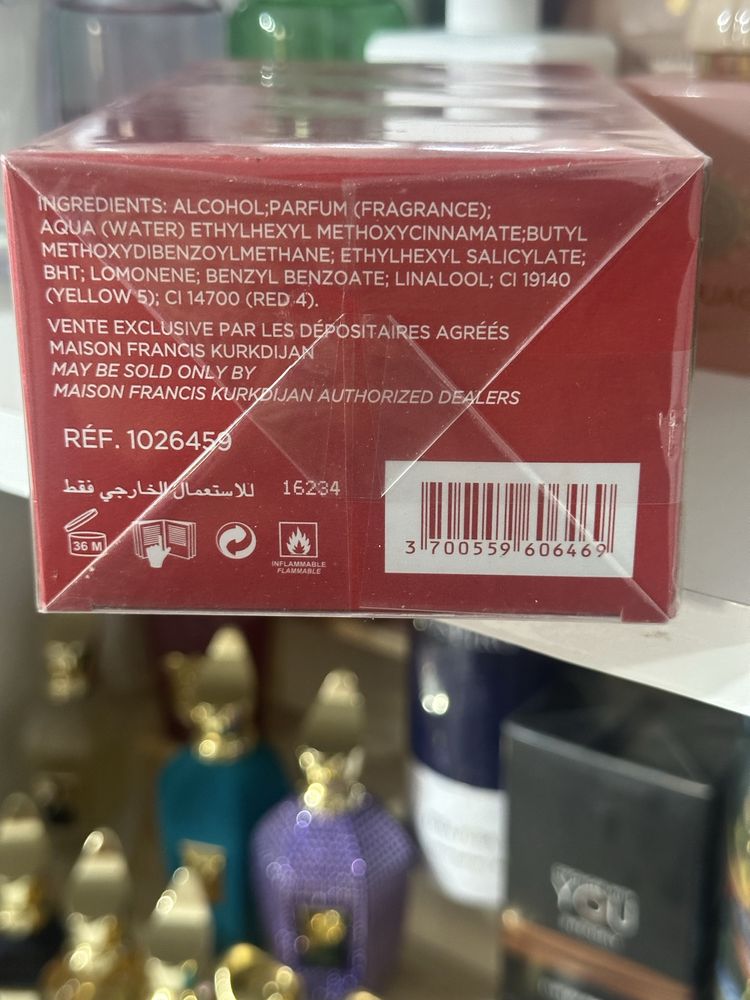 INGREDIENTS: ALCOHOL;PARFUM (FRAGRANCE);
AQUA (WATER) ETHYLHEXYL METHOXYCINNAMATE;BUTYL
METHOXYDIBENZOYLMETHANE; ETHYLHEXYL SALICYLATE;
BHT; LOMONENE; BENZYL BENZOATE; LINALOOL; CI 19140
(YELLOW 5); CI 14700 (RED 4).
VENTE EXCLUSIVE PAR LES DÉPOSITAIRES AGRÉÉS
MAISON FRANCIS KURKDIJAN
MAY BE SOLD ONLY BY
MAISON FRANCIS KURKDIJAN AUTHORIZED DEALERS
RÉF. 1026459
للاستعمال الخارجي فقط
16234
36 M
INFLAMMABLE
FLAMMABLE
3 700559 606469
YOU